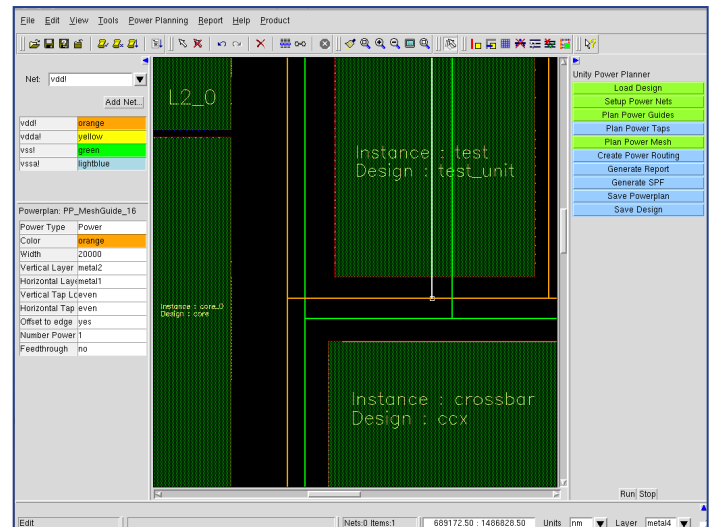 File Edit View Tools Power Planning Report Help Product
Net: vdd!
Add Net...
vdd! orange
vdda! yellow
vss! green
vssa! lightblue
Powerplan: PP_MeshGuide_16
Power Type Power
Color orange
Width 20000
Vertical Layer metal2
Horizontal Laye metal1
Vertical Tap Lc even
Horizontal Tap even
Offset to edge yes
Number Power 1
Feedthrough no
L2_0
Instance : test
Design : test_unit
Instance : core_0
Design : core
Instance : crossbar
Design : ccx
Unity Power Planner
Load Design
Setup Power Nets
Plan Power Guides
Plan Power Taps
Plan Power Mesh
Create Power Routing
Generate Report
Generate SPF
Save Powerplan
Save Design
Run Stop
Edit Nets:0 Items:1 689172.50 : 1486828.50 Units nm Layer metal4